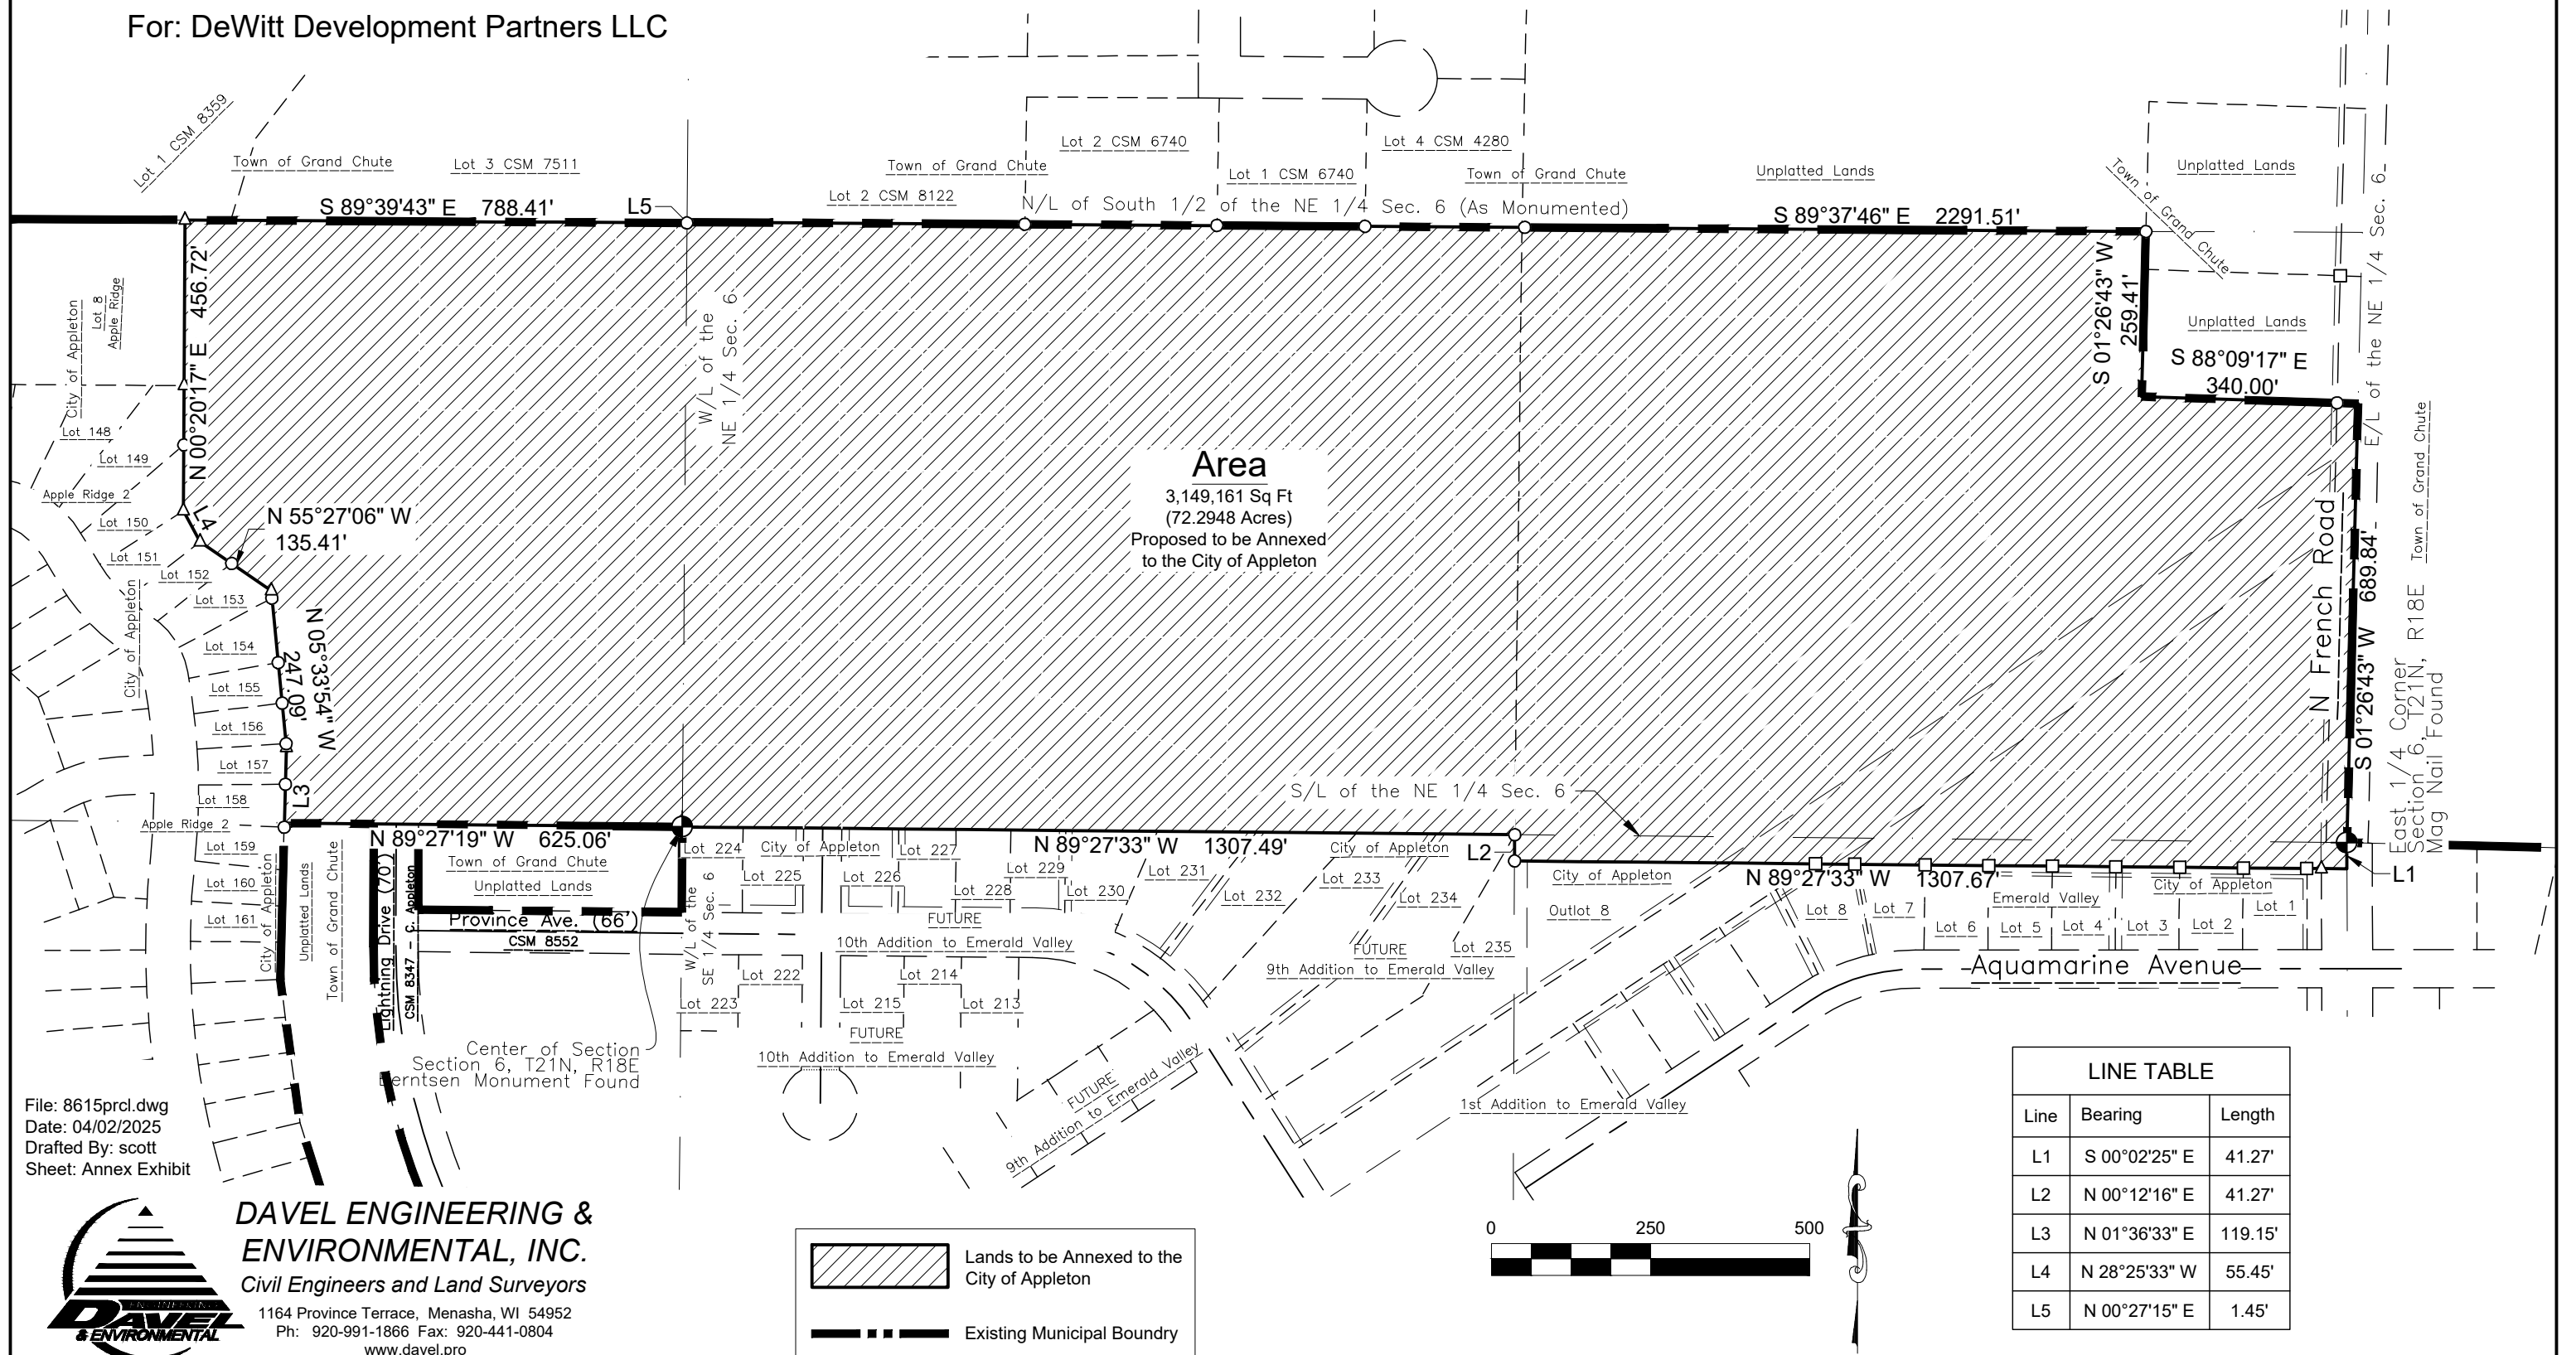 For: DeWitt Development Partners LLC
Lot 1 CSM 8359
Town of Grand Chute
Lot 3 CSM 7511
Town of Grand Chute
Lot 2 CSM 8122
Lot 2 CSM 6740
Lot 1 CSM 6740
Lot 4 CSM 4280
Town of Grand Chute
Unplatted Lands
Town of Grand Chute
Unplatted Lands
S 89°39'43" E 788.41'
L5
N/L of South 1/2 of the NE 1/4 Sec. 6 (As Monumented)
S 89°37'46" E 2291.51'
S 01°26'43" W
259.41'
Unplatted Lands
S 88°09'17" E
340.00'
E/L of the NE 1/4 Sec. 6
Town of Grand Chute
N 00°20'17" E 456.72'
City of Appleton
Lot 8
Apple Ridge
W/L of the
NE 1/4 Sec. 6
Lot 148
Lot 149
Apple Ridge 2
Lot 150
Lot 151
Lot 152
Lot 153
City of Appleton
Lot 154
Lot 155
Lot 156
Lot 157
Lot 158
Apple Ridge 2
Lot 159
Lot 160
Lot 161
L4
N 55°27'06" W
135.41'
N 05°33'54" W
247.09'
L3
Area
3,149,161 Sq Ft
(72.2948 Acres)
Proposed to be Annexed
to the City of Appleton
N French Road
S 01°26'43" W 689.84'
East 1/4 Corner
Section 6, T21N, R18E
Mag Nail Found
S/L of the NE 1/4 Sec. 6
N 89°27'19" W 625.06'
Town of Grand Chute
Unplatted Lands
Province Ave. (66')
CSM 8552
City of Appleton
Unplatted Lands
Town of Grand Chute
Lightning Drive (70')
CSM 8347 - C. Appleton
W/L of the
SE 1/4 Sec. 6
Lot 224
City of Appleton
Lot 225
Lot 226
Lot 227
Lot 228
Lot 229
Lot 230
N 89°27'33" W 1307.49'
Lot 231
Lot 232
Lot 233
City of Appleton
Lot 234
Lot 235
L2
FUTURE
10th Addition to Emerald Valley
FUTURE
9th Addition to Emerald Valley
City of Appleton
Outlot 8
N 89°27'33" W 1307.67'
L1
Lot 8
Lot 7
Emerald Valley
City of Appleton
Lot 6
Lot 5
Lot 4
Lot 3
Lot 2
Lot 1
Aquamarine Avenue
Lot 222
Lot 223
Lot 214
Lot 215
Lot 213
FUTURE
10th Addition to Emerald Valley
FUTURE
9th Addition to Emerald Valley
1st Addition to Emerald Valley
Center of Section
Section 6, T21N, R18E
Berntsen Monument Found
File: 8615prcl.dwg
Date: 04/02/2025
Drafted By: scott
Sheet: Annex Exhibit
ENGINEERING
DAVEL
& ENVIRONMENTAL
DAVEL ENGINEERING &
ENVIRONMENTAL, INC.
Civil Engineers and Land Surveyors
1164 Province Terrace, Menasha, WI 54952
Ph: 920-991-1866 Fax: 920-441-0804
www.davel.pro
Lands to be Annexed to the
City of Appleton
Existing Municipal Boundry
0 250 500
LINE TABLE
Line Bearing Length
L1 S 00°02'25" E 41.27'
L2 N 00°12'16" E 41.27'
L3 N 01°36'33" E 119.15'
L4 N 28°25'33" W 55.45'
L5 N 00°27'15" E 1.45'